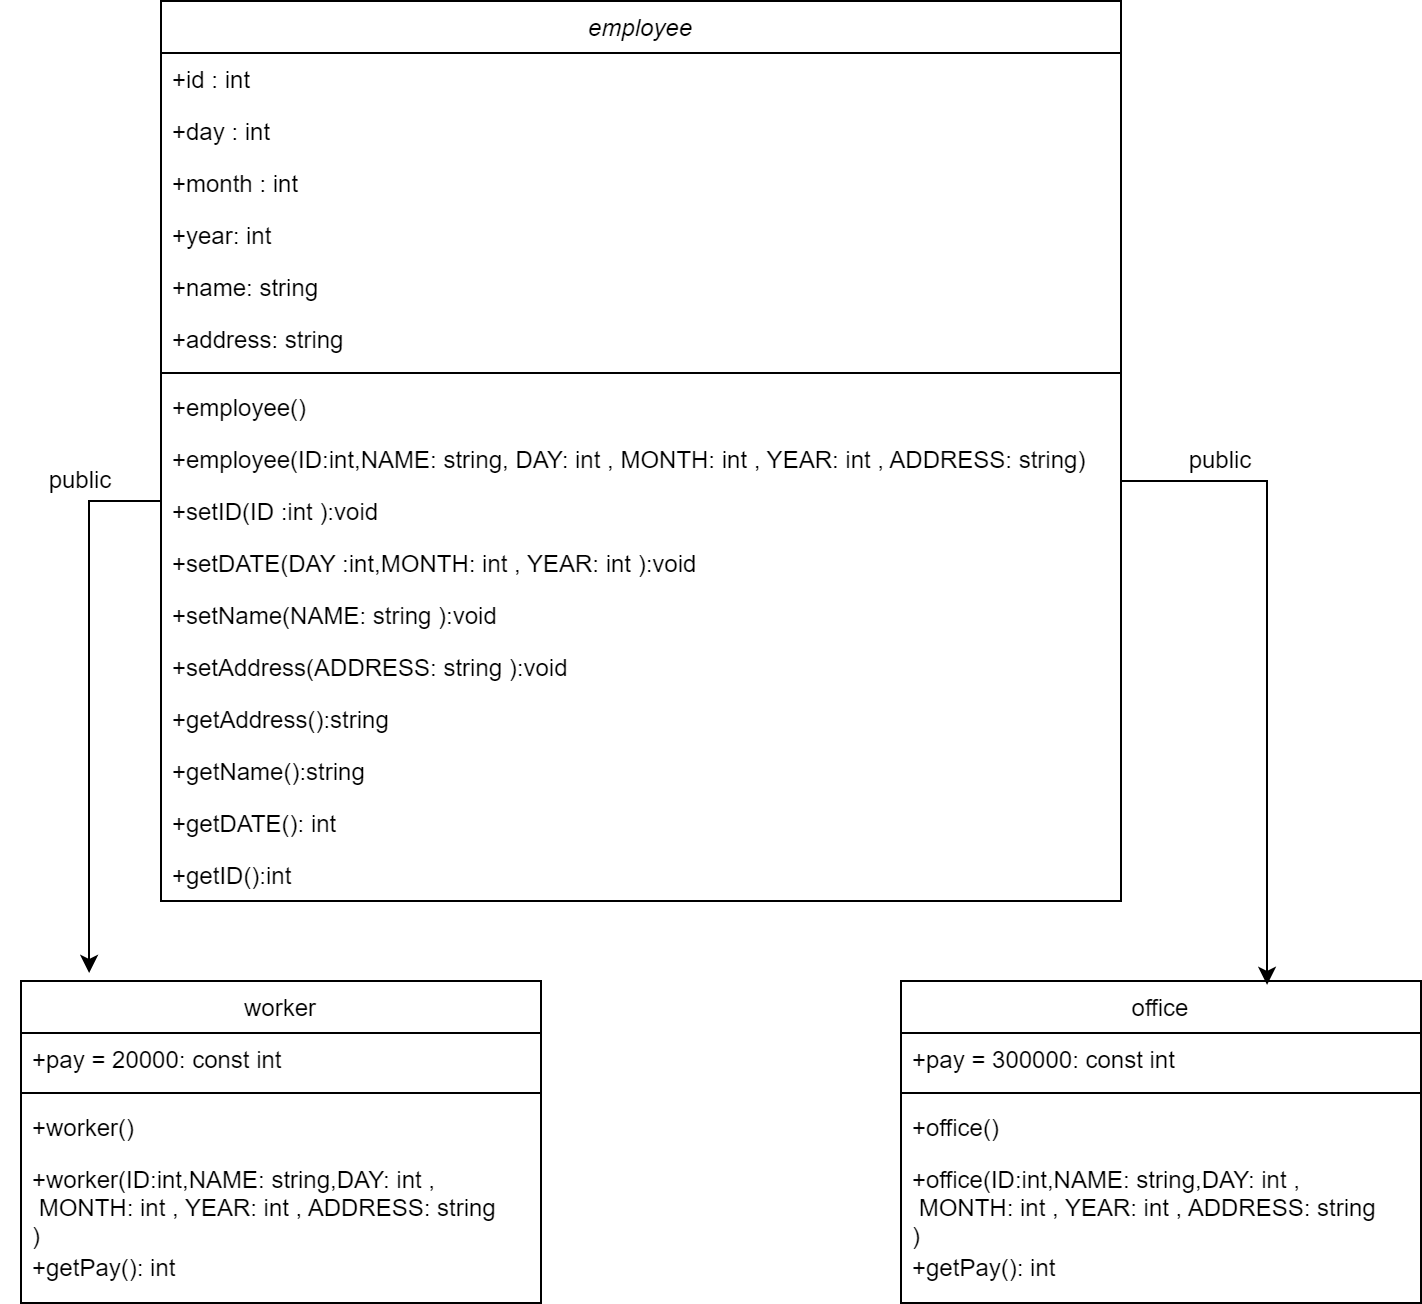 employee
+id : int
+day : int
+month : int
+year: int
+name: string
+address: string
+employee()
+employee(ID:int,NAME: string, DAY: int , MONTH: int , YEAR: int , ADDRESS: string)
+setID(ID :int ):void
+setDATE(DAY :int,MONTH: int , YEAR: int ):void
+setName(NAME: string ):void
+setAddress(ADDRESS: string ):void
+getAddress():string
+getName():string
+getDATE(): int
+getID():int
public
public
worker
+pay = 20000: const int
+worker()
+worker(ID:int,NAME: string,DAY: int ,
MONTH: int , YEAR: int , ADDRESS: string
)
+getPay(): int
office
+pay = 300000: const int
+office()
+office(ID:int,NAME: string,DAY: int ,
MONTH: int , YEAR: int , ADDRESS: string
)
+getPay(): int